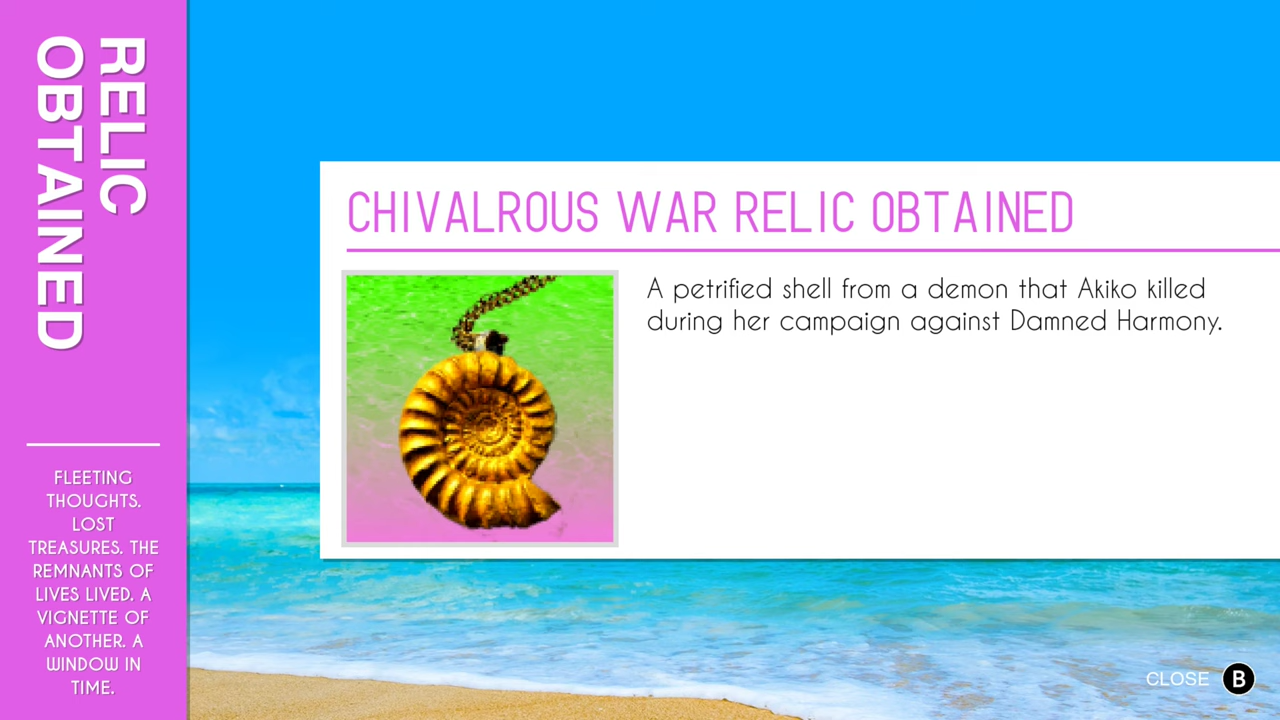 RELIC
OBTAINED
FLEETING
THOUGHTS.
LOST
TREASURES. THE
REMNANTS OF
LIVES LIVED. A
VIGNETTE OF
ANOTHER. A
WINDOW IN
TIME.
CHIVALROUS WAR RELIC OBTAINED
A petrified shell from a demon that Akiko killed
during her campaign against Damned Harmony.
CLOSE B